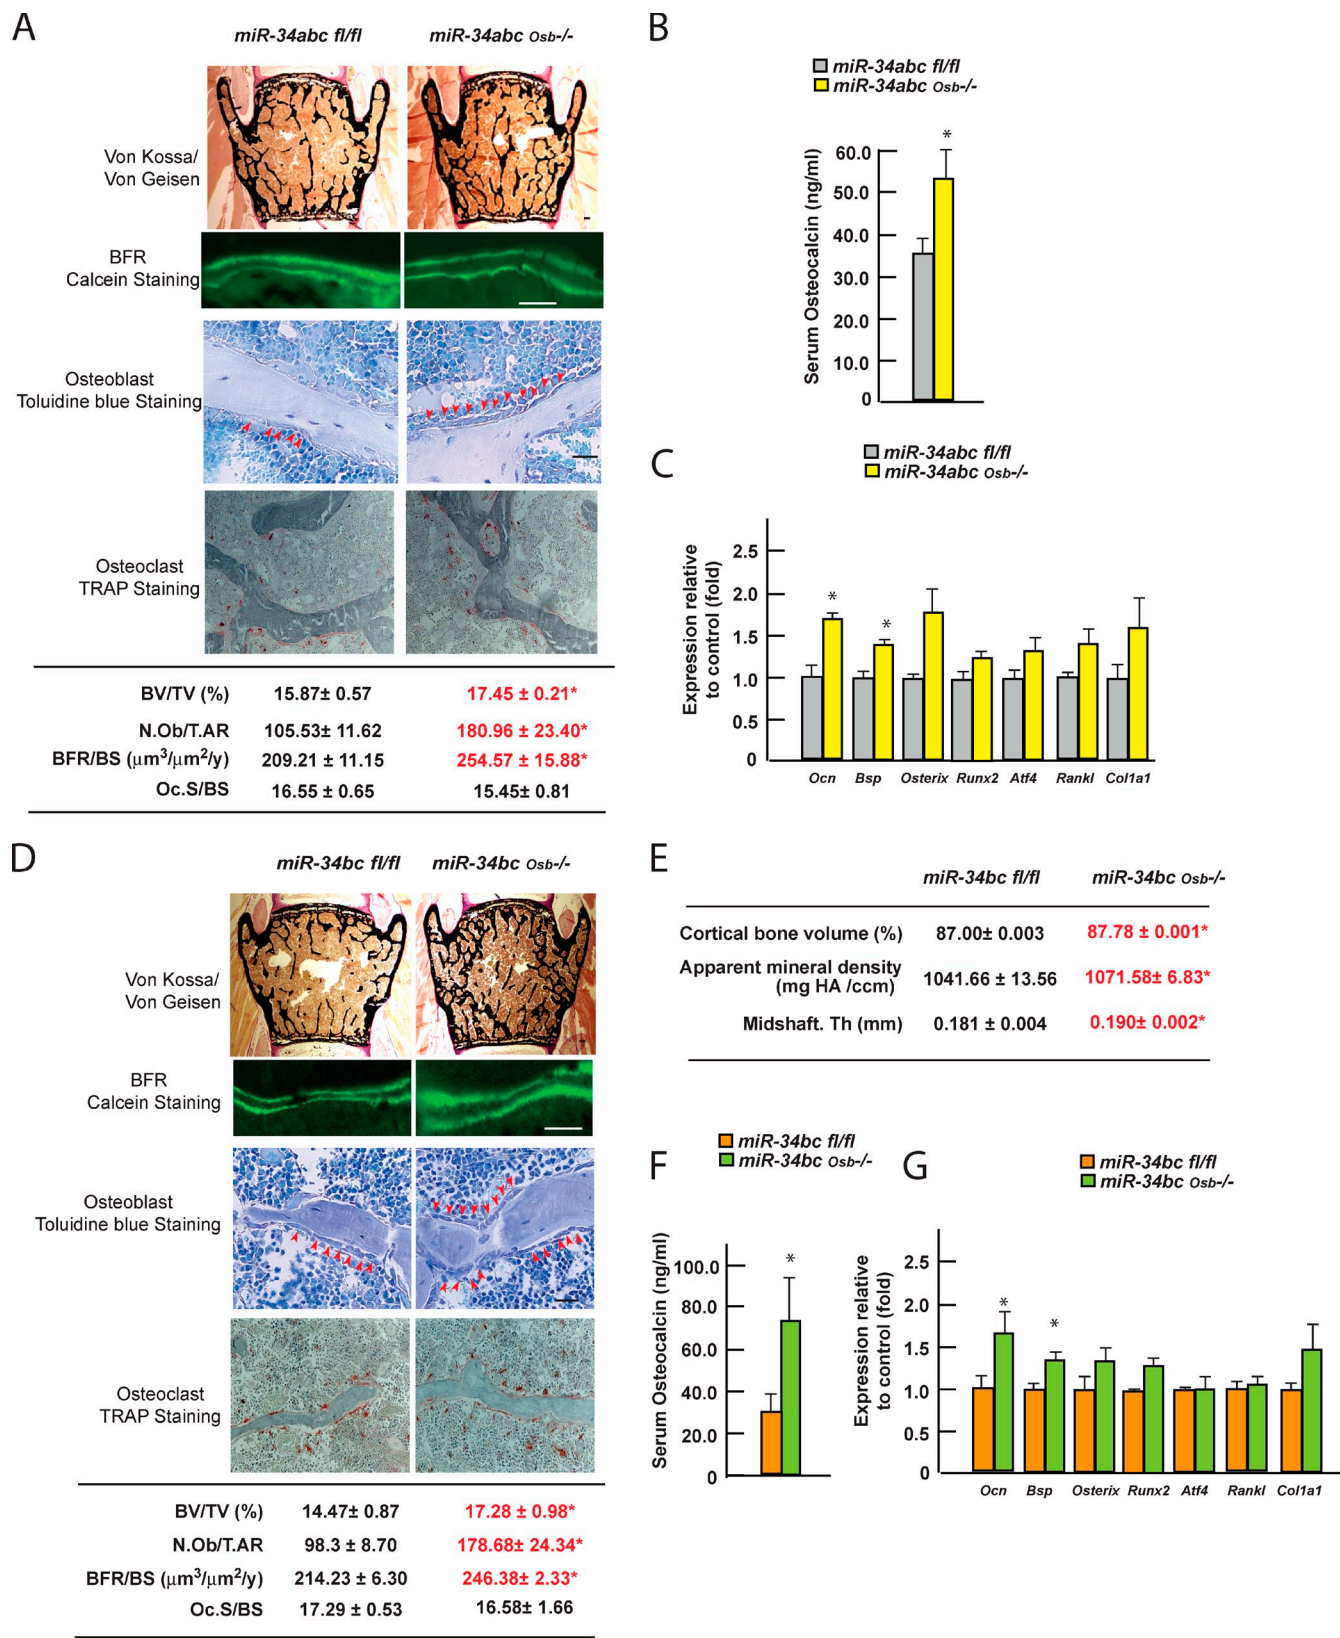 A
miR-34abc fl/fl
miR-34abc Osb-/-
Von Kossa/
Von Geisen
BFR
Calcein Staining
Osteoblast
Toluidine blue Staining
Osteoclast
TRAP Staining
BV/TV (%) 15.87± 0.57 17.45 ± 0.21*
N.Ob/T.AR 105.53± 11.62 180.96 ± 23.40*
BFR/BS (μm³/μm²/y) 209.21 ± 11.15 254.57 ± 15.88*
Oc.S/BS 16.55 ± 0.65 15.45± 0.81
B
miR-34abc fl/fl
miR-34abc Osb-/-
*
Serum Osteocalcin (ng/ml)
60.0
50.0
40.0
30.0
20.0
10.0
0
C
miR-34abc fl/fl
miR-34abc Osb-/-
Expression relative
to control (fold)
2.5
2.0
1.5
1.0
0.5
0
* *
Ocn Bsp Osterix Runx2 Atf4 Rankl Col1a1
D
miR-34bc fl/fl
miR-34bc Osb-/-
Von Kossa/
Von Geisen
BFR
Calcein Staining
Osteoblast
Toluidine blue Staining
Osteoclast
TRAP Staining
BV/TV (%) 14.47± 0.87 17.28 ± 0.98*
N.Ob/T.AR 98.3 ± 8.70 178.68± 24.34*
BFR/BS (μm³/μm²/y) 214.23 ± 6.30 246.38± 2.33*
Oc.S/BS 17.29 ± 0.53 16.58± 1.66
E
miR-34bc fl/fl miR-34bc Osb-/-
Cortical bone volume (%) 87.00± 0.003 87.78 ± 0.001*
Apparent mineral density
(mg HA /ccm) 1041.66 ± 13.56 1071.58± 6.83*
Midshaft. Th (mm) 0.181 ± 0.004 0.190± 0.002*
F
miR-34bc fl/fl
miR-34bc Osb-/-
*
Serum Osteocalcin (ng/ml)
100.0
80.0
60.0
40.0
20.0
0
G
miR-34bc fl/fl
miR-34bc Osb-/-
Expression relative
to control (fold)
2.5
2.0
1.5
1.0
0.5
0
* *
Ocn Bsp Osterix Runx2 Atf4 Rankl Col1a1